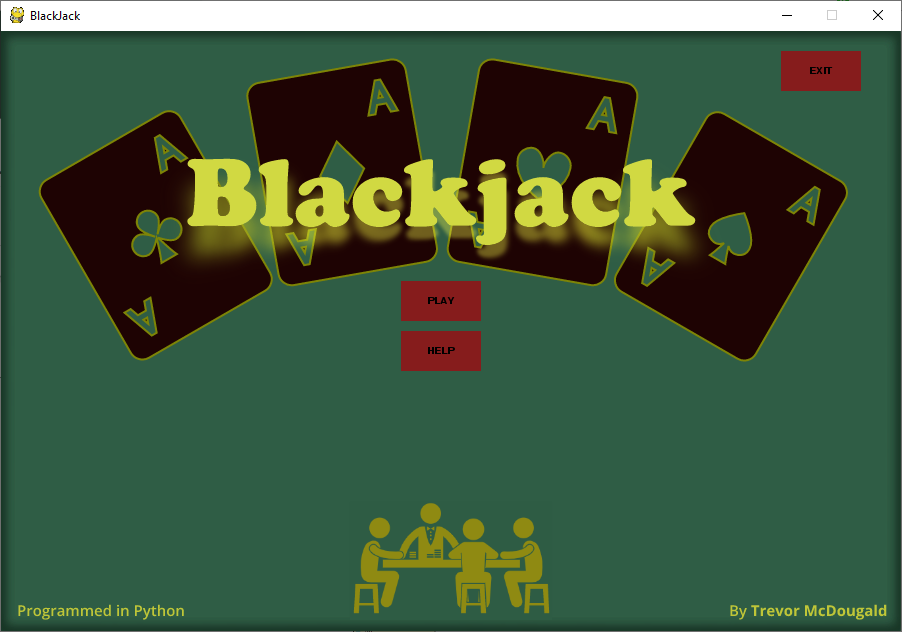 BlackJack
EXIT
A
A
A
A
Blackjack
A
A
A
A
PLAY
HELP
Programmed in Python
By Trevor McDougald